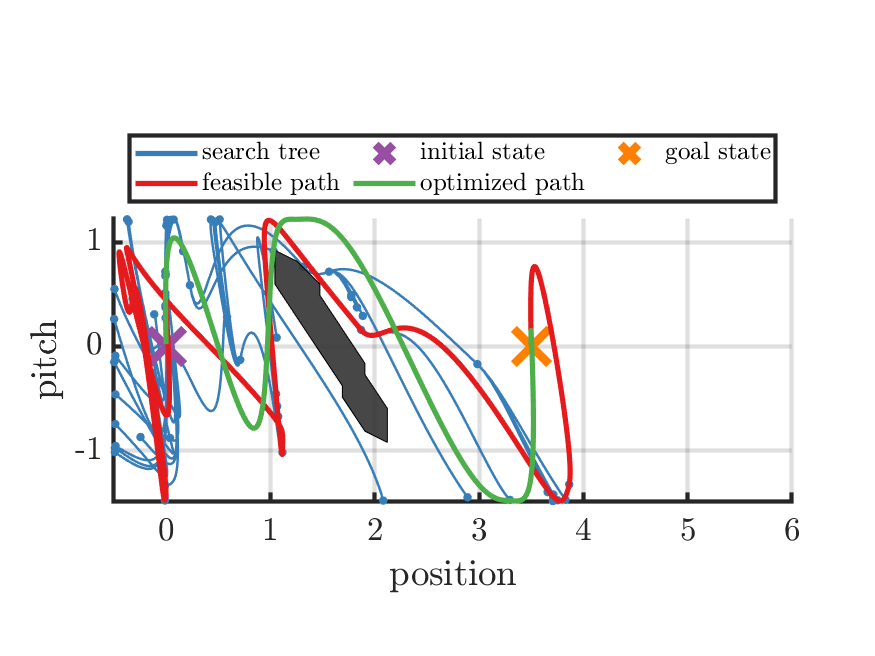 search tree initial state goal state
feasible path optimized path
1
0
-1
pitch
0 1 2 3 4 5 6
position